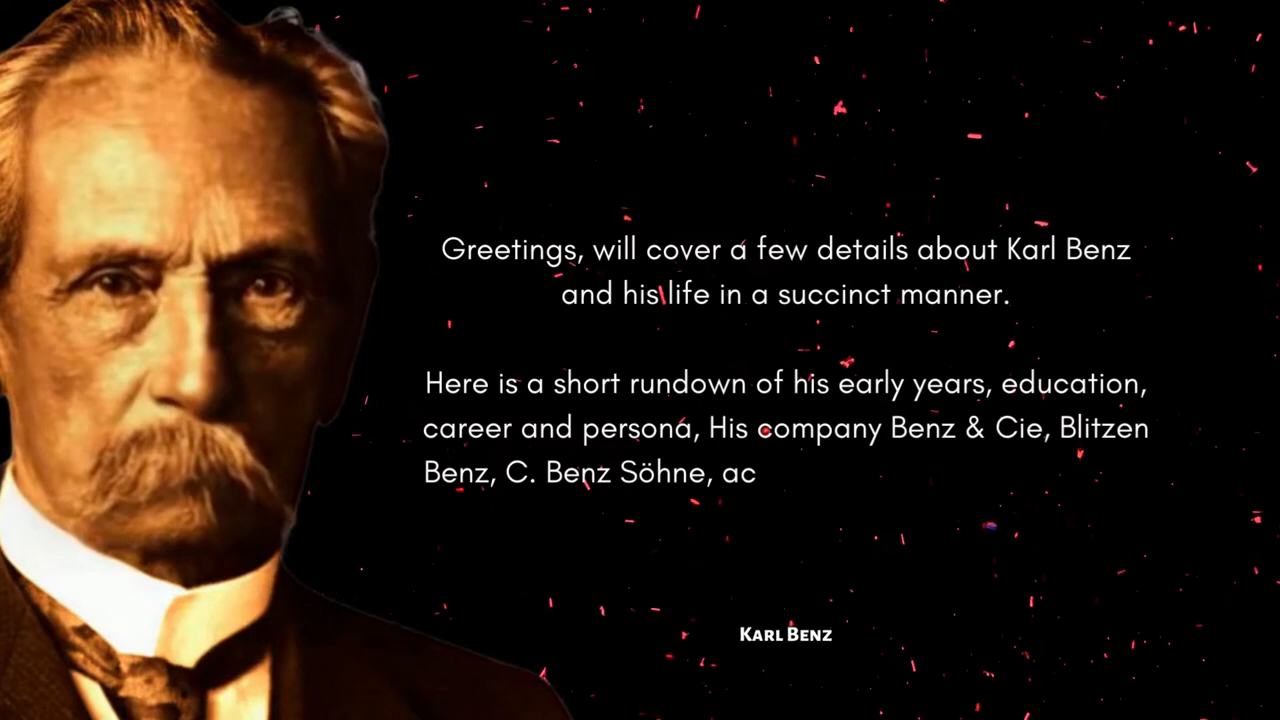 Greetings, will cover a few details about Karl Benz
and his life in a succinct manner.
Here is a short rundown of his early years, education,
career and persona, His company Benz & Cie, Blitzen
Benz, C. Benz Söhne, ac
KARL BENZ